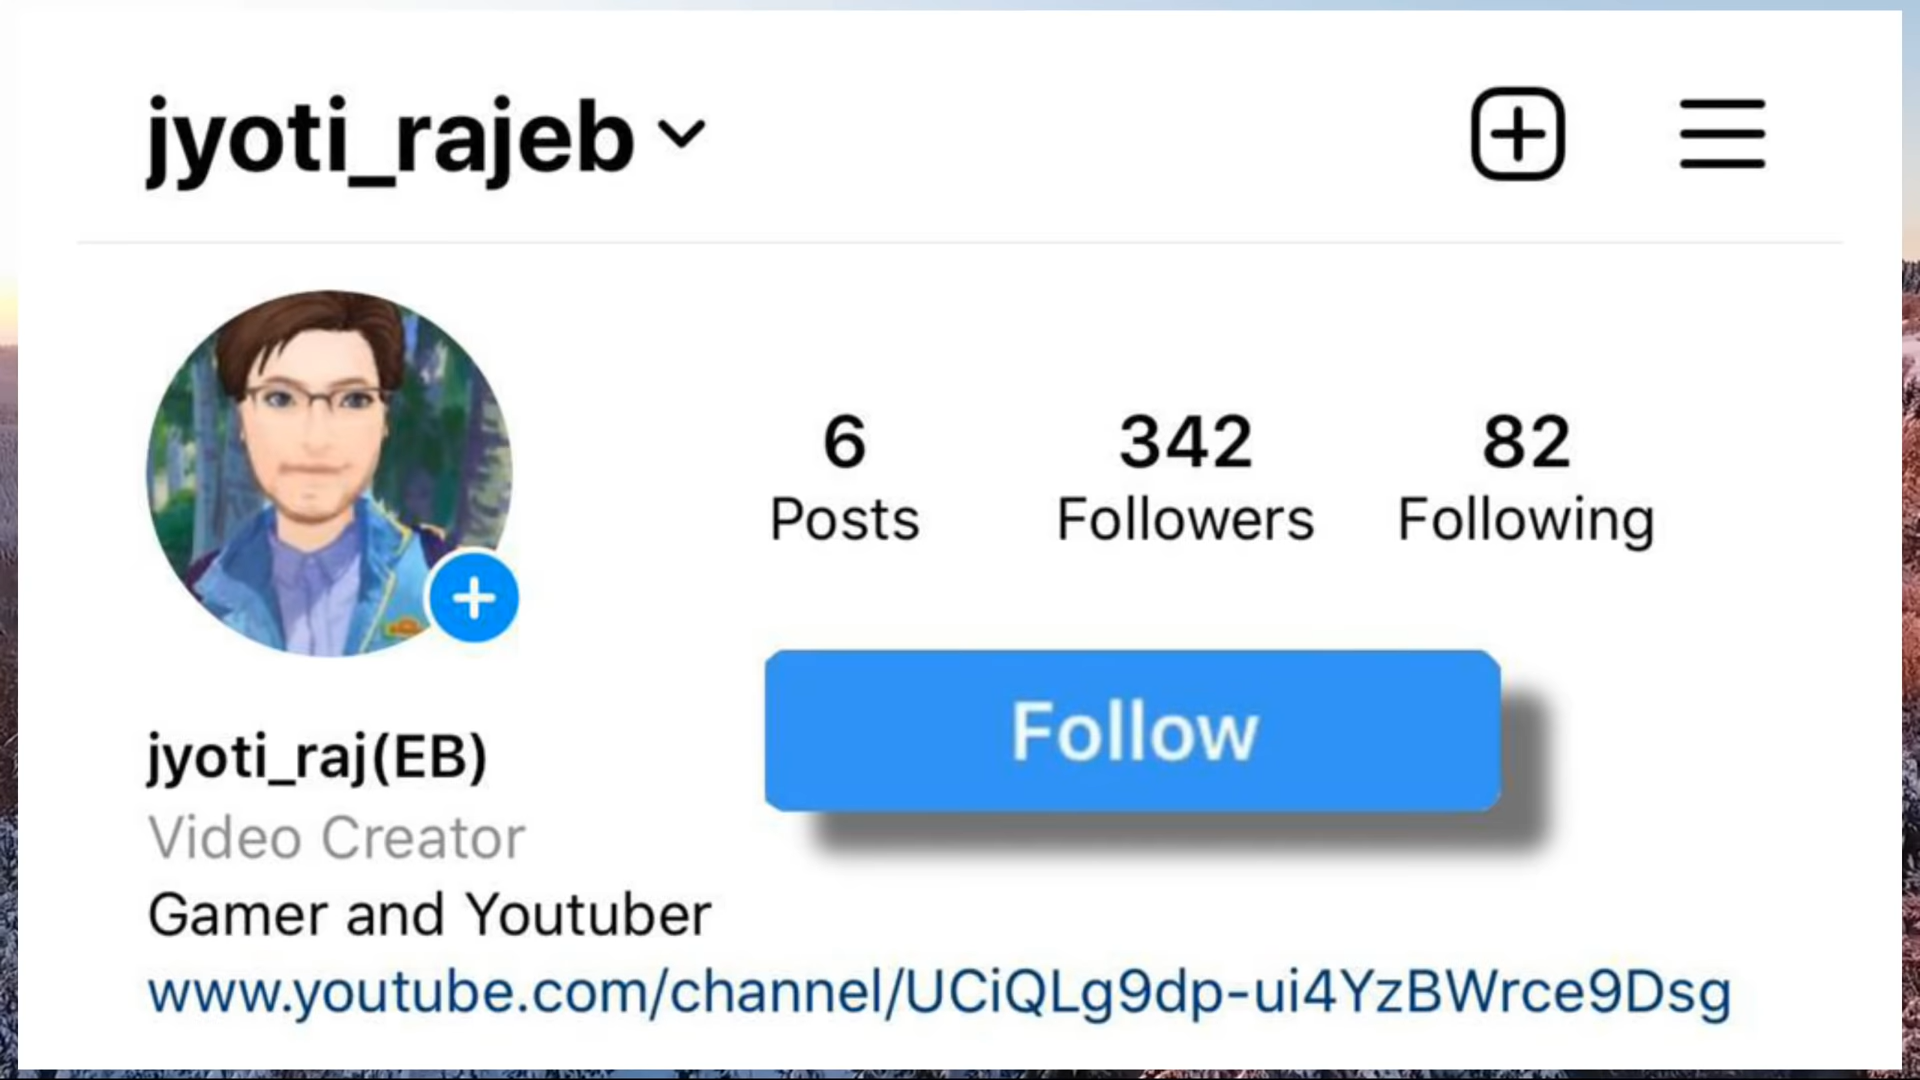 jyoti_rajeb
6 342 82
Posts Followers Following
Follow
jyoti_raj(EB)
Video Creator
Gamer and Youtuber
www.youtube.com/channel/UCiQLg9dp-ui4YzBWrce9Dsg